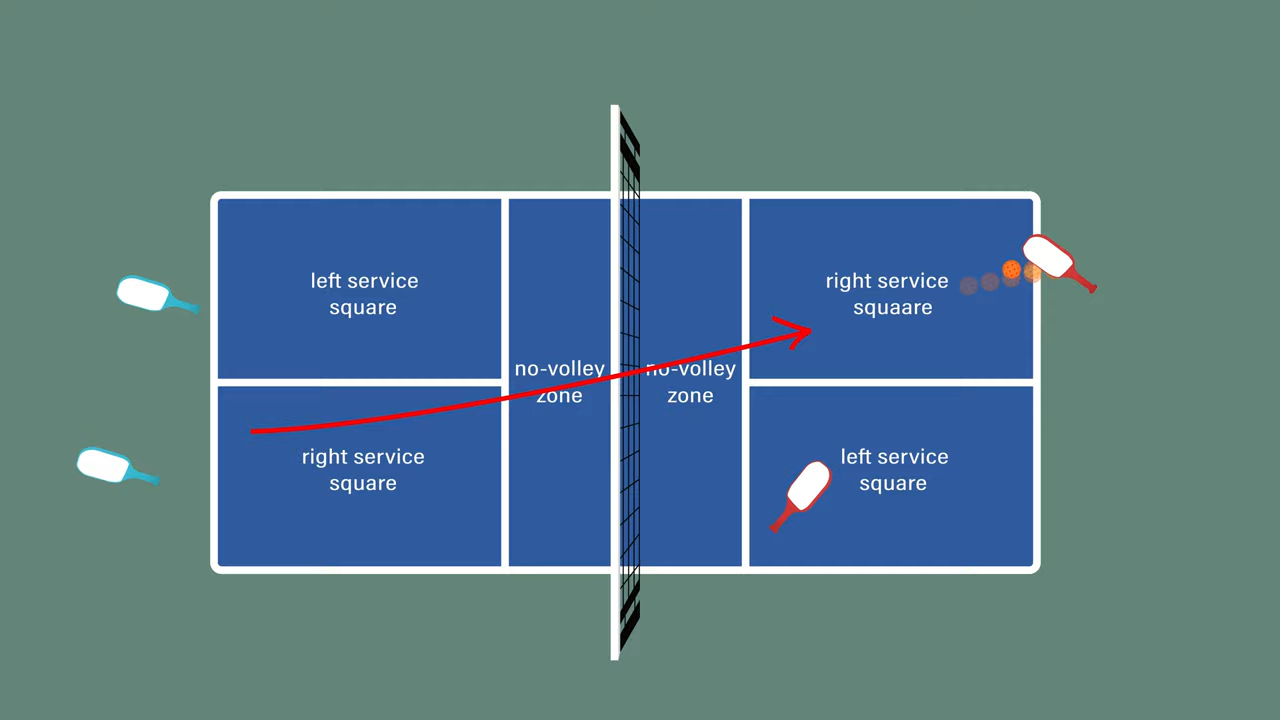 left service
square
right service
squaare
no-volley
zone
no-volley
zone
right service
square
left service
square